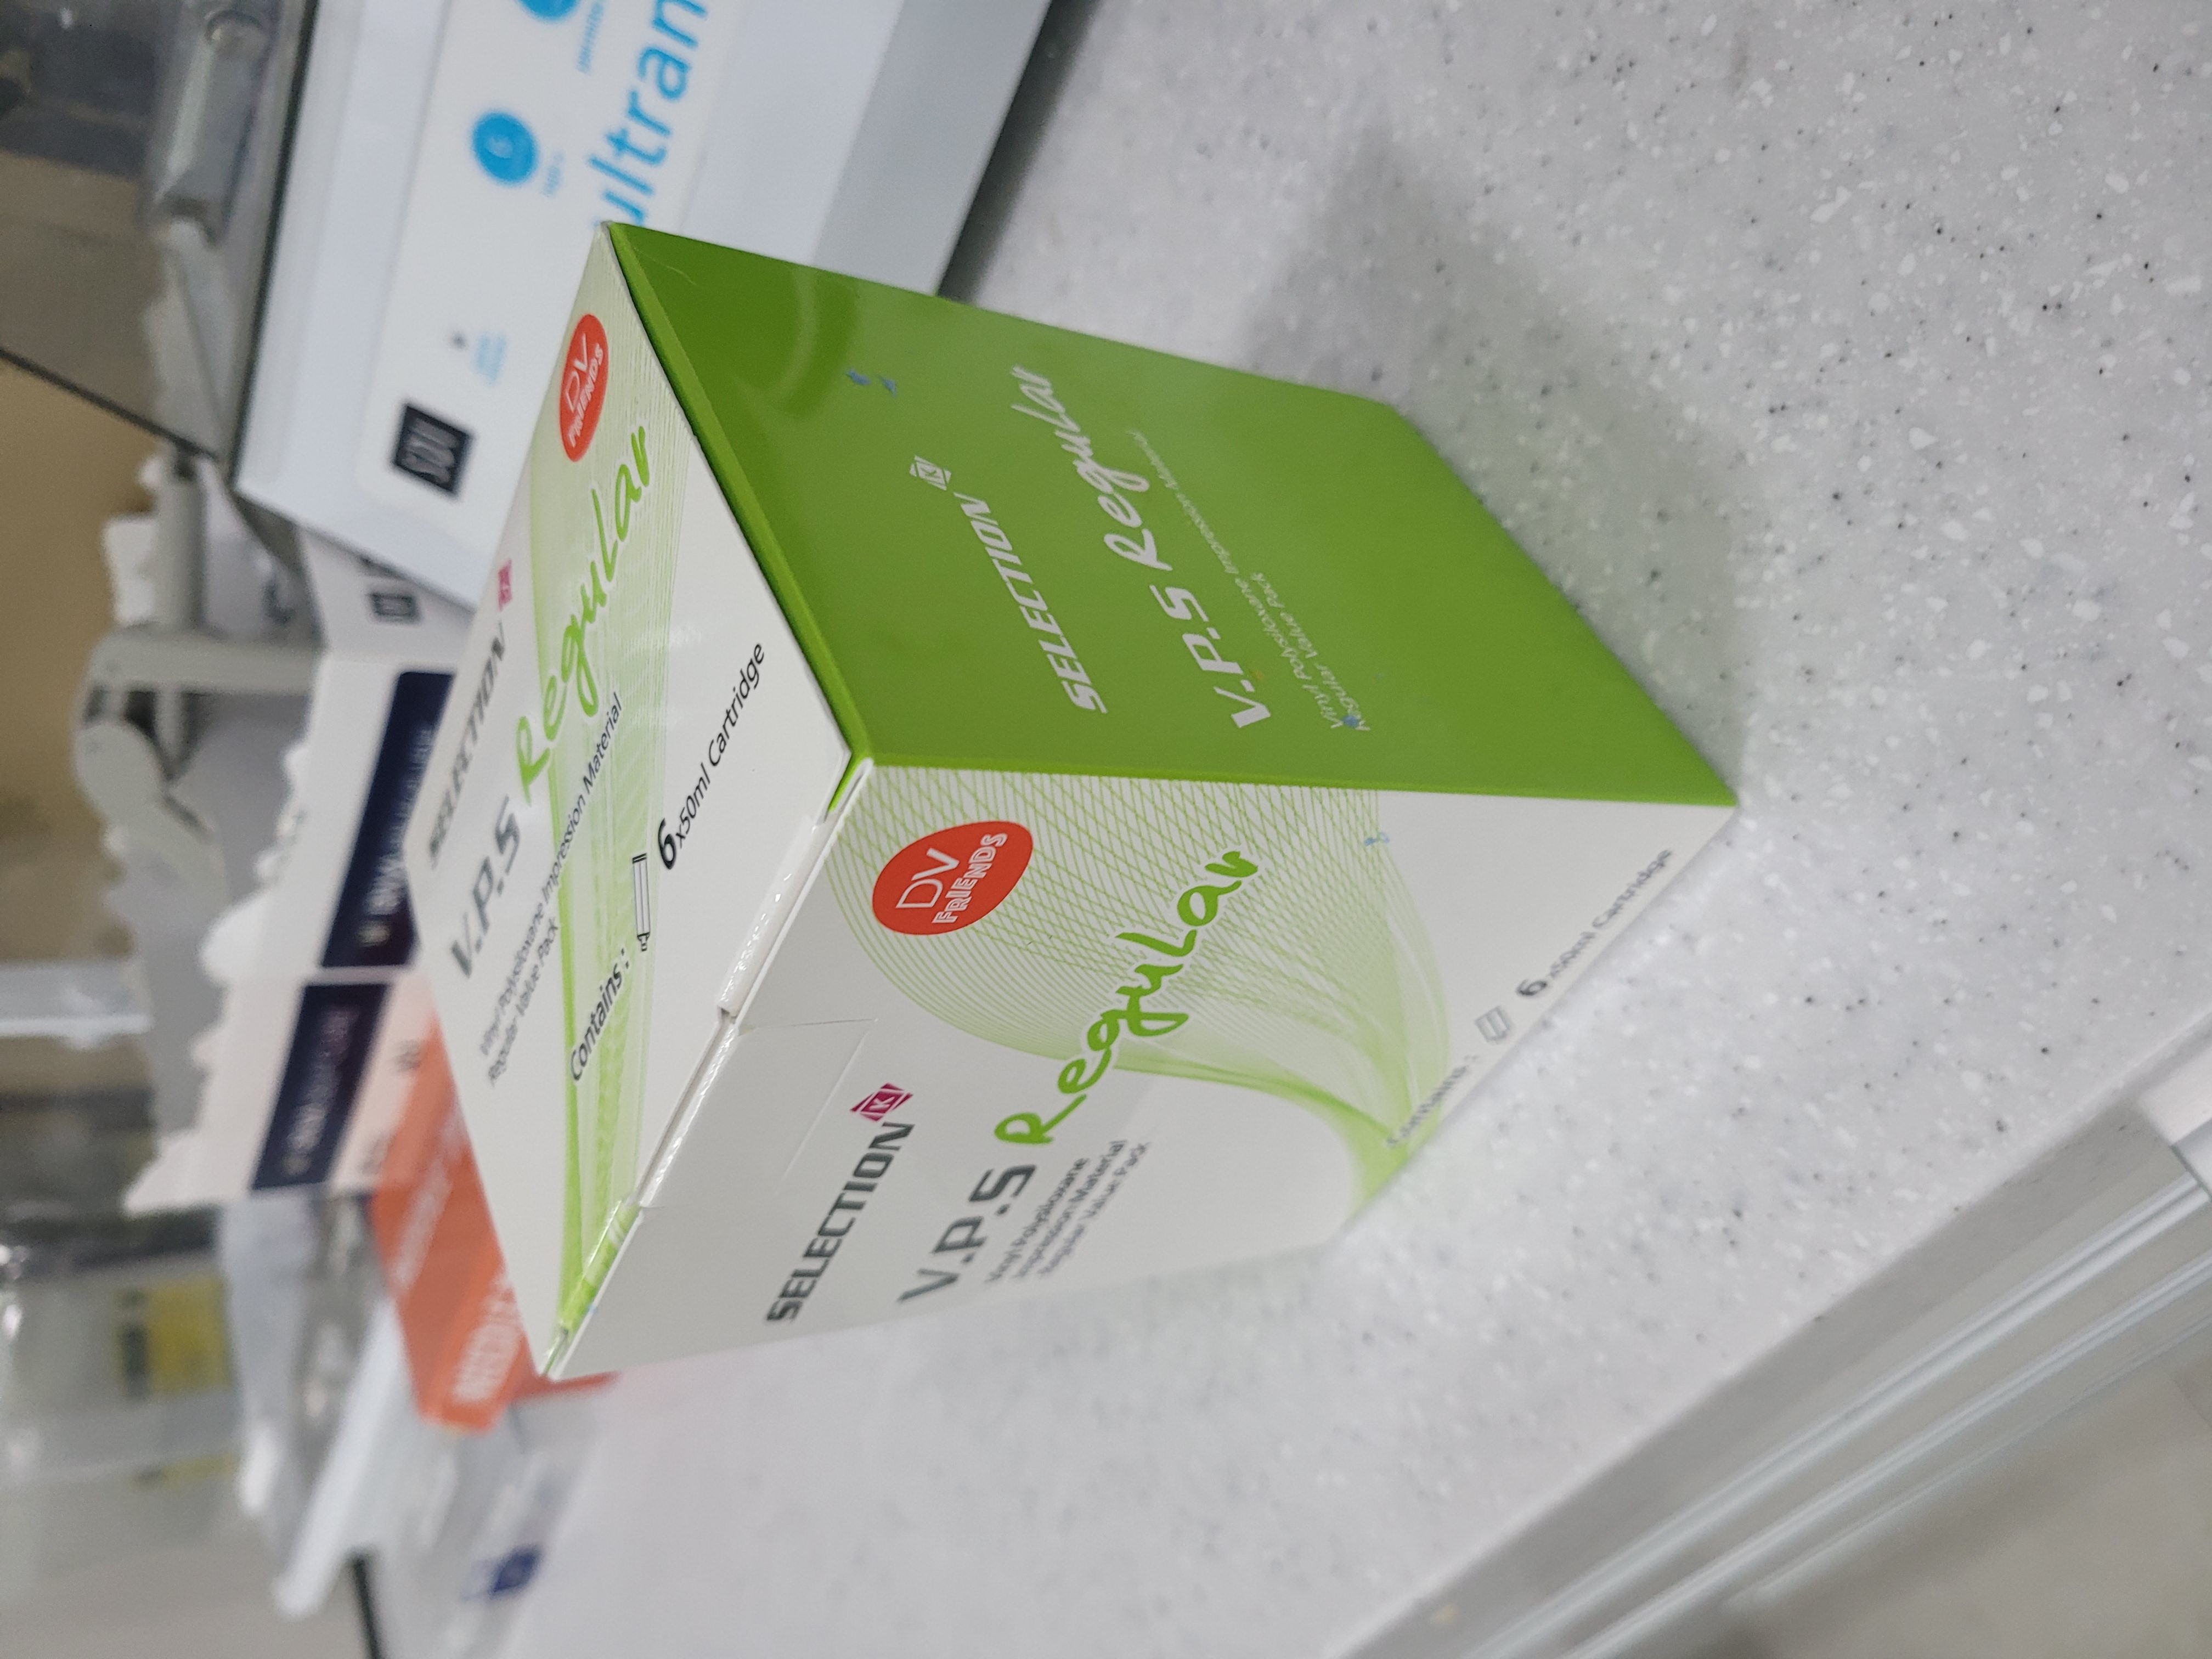 SELECTION K
V.P.S Regular
Vinyl Polysiloxane Impression Material
Regular Value Pack
DV
FRIENDS
Contains :
6x50ml Cartridge
SELECTION K
V.P.S Regular
Vinyl Polysiloxane
Impression Material
Regular Value Pack
DV
FRIENDS
Contains :
6x50ml Cartridge
SELECTION K
V.P.S Regular
Vinyl Polysiloxane Impression Material
Regular Value Pack
ultran